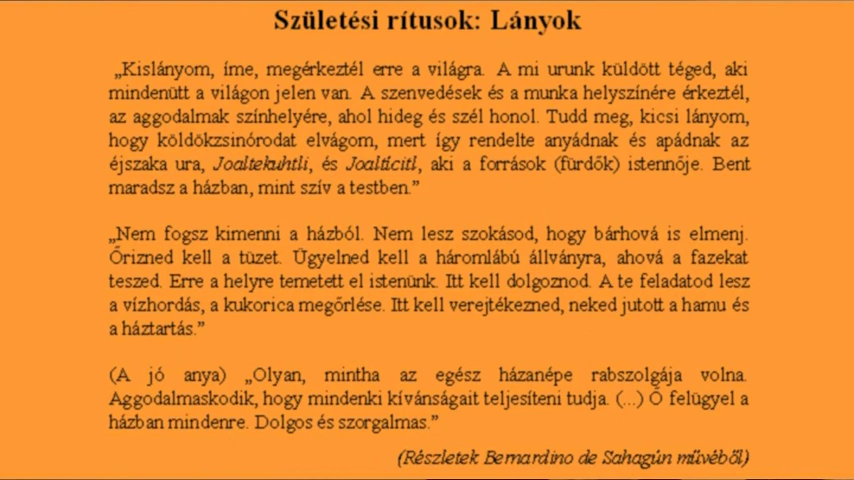 Születési rítusok: Lányok
„Kislányom, íme, megérkeztél erre a világra. A mi urunk küldött téged, aki
mindenütt a világon jelen van. A szenvedések és a munka helyszínére érkeztél,
az aggodalmak színhelyére, ahol hideg és szél honol. Tudd meg, kicsi lányom,
hogy köldökzsinórodat elvágom, mert így rendelte anyádnak és apádnak az
éjszaka ura, Joaltekuhtli, és Joalticitl, aki a források (fürdők) istennője. Bent
maradsz a házban, mint szív a testben.”
„Nem fogsz kimenni a házból. Nem lesz szokásod, hogy bárhová is elmenj.
Őrizned kell a tüzet. Ügyelned kell a háromlábú állványra, ahová a fazekat
teszed. Erre a helyre temetett el istenünk. Itt kell dolgoznod. A te feladatod lesz
a vízhordás, a kukorica megőrlése. Itt kell verejtékezned, neked jutott a hamu és
a háztartás.”
(A jó anya) „Olyan, mintha az egész házanépe rabszolgája volna.
Aggodalmaskodik, hogy mindenki kívánságait teljesíteni tudja. (...) Ő felügyel a
házban mindenre. Dolgos és szorgalmas.”
(Részletek Bernardino de Sahagún művéből)